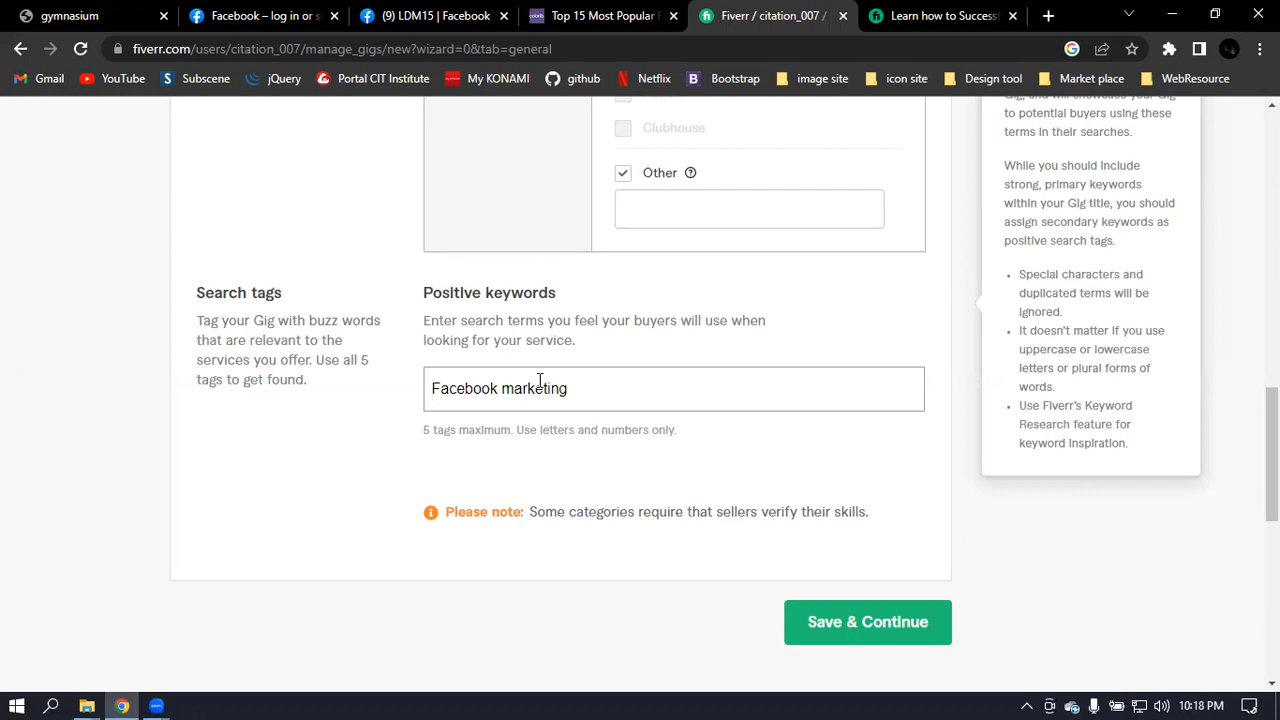 gymnasium
Facebook – log in or s
(9) LDM15 | Facebook
Top 15 Most Popular F
Fiverr / citation_007 /
Learn how to Success
fiverr.com/users/citation_007/manage_gigs/new?wizard=0&tab=general
Gmail
YouTube
Subscene
jQuery
Portal CIT Institute
My KONAMI
github
Netflix
Bootstrap
image site
icon site
Design tool
Market place
WebResource
Clubhouse
Other
Search tags
Tag your Gig with buzz words
that are relevant to the
services you offer. Use all 5
tags to get found.
Positive keywords
Enter search terms you feel your buyers will use when
looking for your service.
Facebook marketing
5 tags maximum. Use letters and numbers only.
Please note: Some categories require that sellers verify their skills.
Save & Continue
Gig, and will showcase your Gig
to potential buyers using these
terms in their searches.
While you should include
strong, primary keywords
within your Gig title, you should
assign secondary keywords as
positive search tags.
• Special characters and
duplicated terms will be
ignored.
• It doesn't matter if you use
uppercase or lowercase
letters or plural forms of
words.
• Use Fiverr's Keyword
Research feature for
keyword inspiration.
10:18 PM